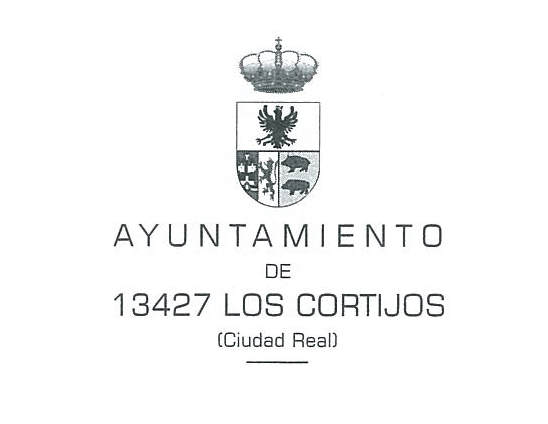 AYUNTAMIENTO
DE
13427 LOS CORTIJOS
(Ciudad Real)